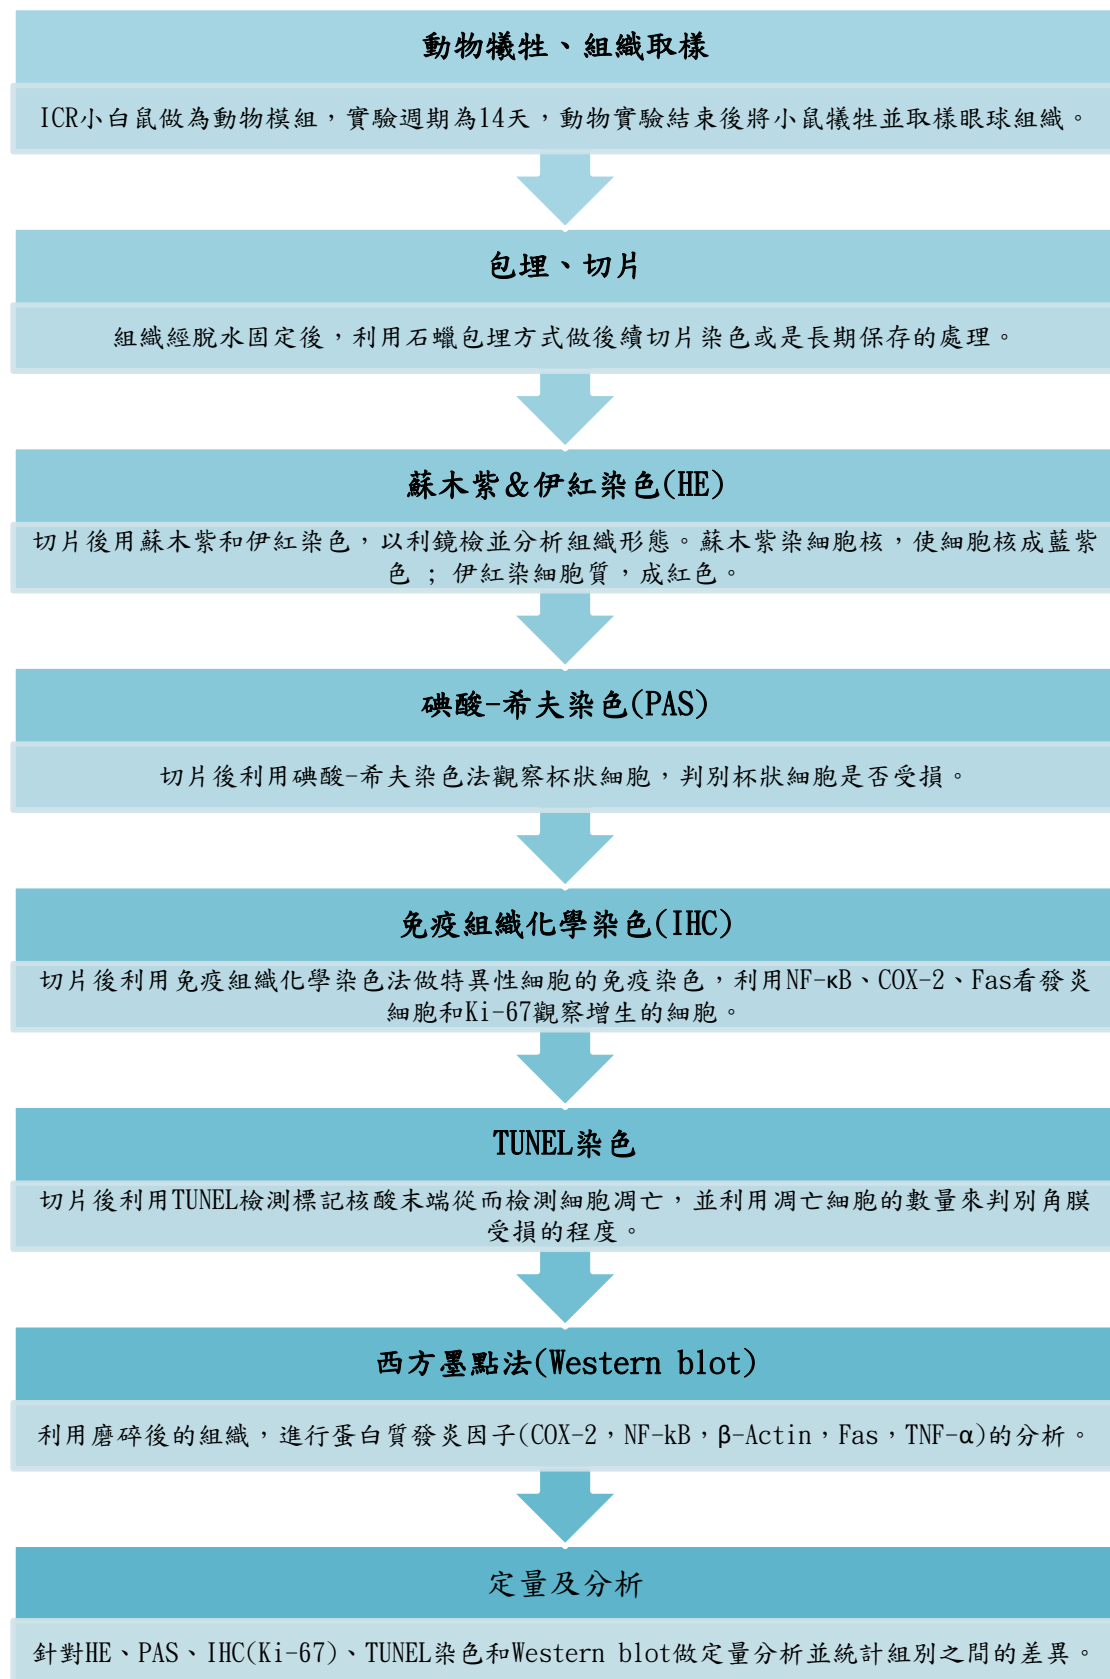 動物犧牲、組織取樣
ICR小白鼠做為動物模組，實驗週期為14天，動物實驗結束後將小鼠犧牲並取樣眼球組織。
包埋、切片
組織經脫水固定後，利用石蠟包埋方式做後續切片染色或是長期保存的處理。
蘇木紫＆伊紅染色(HE)
切片後用蘇木紫和伊紅染色，以利鏡檢並分析組織形態。蘇木紫染細胞核，使細胞核成藍紫
色 ; 伊紅染細胞質，成紅色。
碘酸-希夫染色(PAS)
切片後利用碘酸-希夫染色法觀察杯狀細胞，判別杯狀細胞是否受損。
免疫組織化學染色(IHC)
切片後利用免疫組織化學染色法做特異性細胞的免疫染色，利用NF-κB、COX-2、Fas看發炎
細胞和Ki-67觀察增生的細胞。
TUNEL染色
切片後利用TUNEL檢測標記核酸末端從而檢測細胞凋亡，並利用凋亡細胞的數量來判別角膜
受損的程度。
西方墨點法(Western blot)
利用磨碎後的組織，進行蛋白質發炎因子(COX-2，NF-kB，β-Actin，Fas，TNF-α)的分析。
定量及分析
針對HE、PAS、IHC(Ki-67)、TUNEL染色和Western blot做定量分析並統計組別之間的差異。